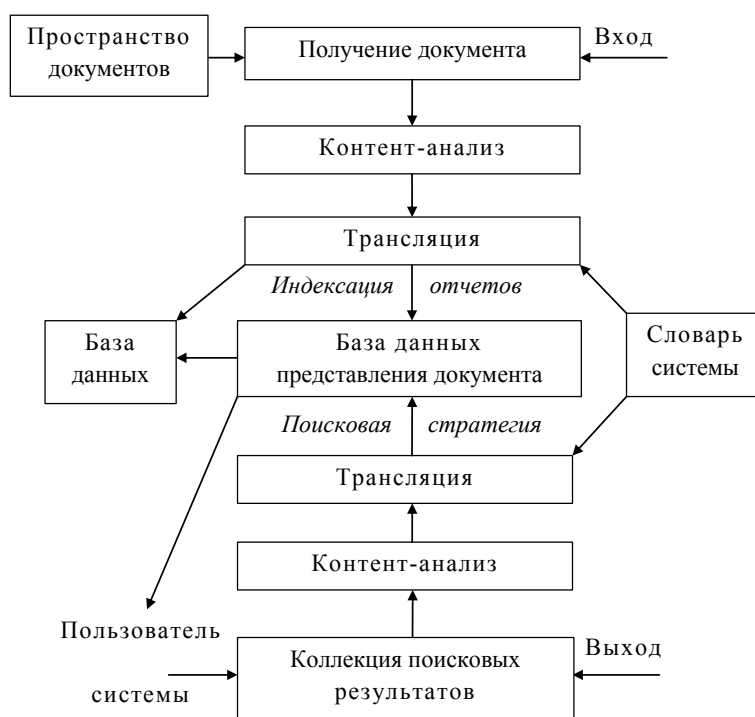 Пространство
документов
Получение документа
Вход
Контент-анализ
Трансляция
Индексация отчетов
База
данных
База данных
представления документа
Словарь
системы
Поисковая стратегия
Трансляция
Контент-анализ
Пользователь
системы
Коллекция поисковых
результатов
Выход